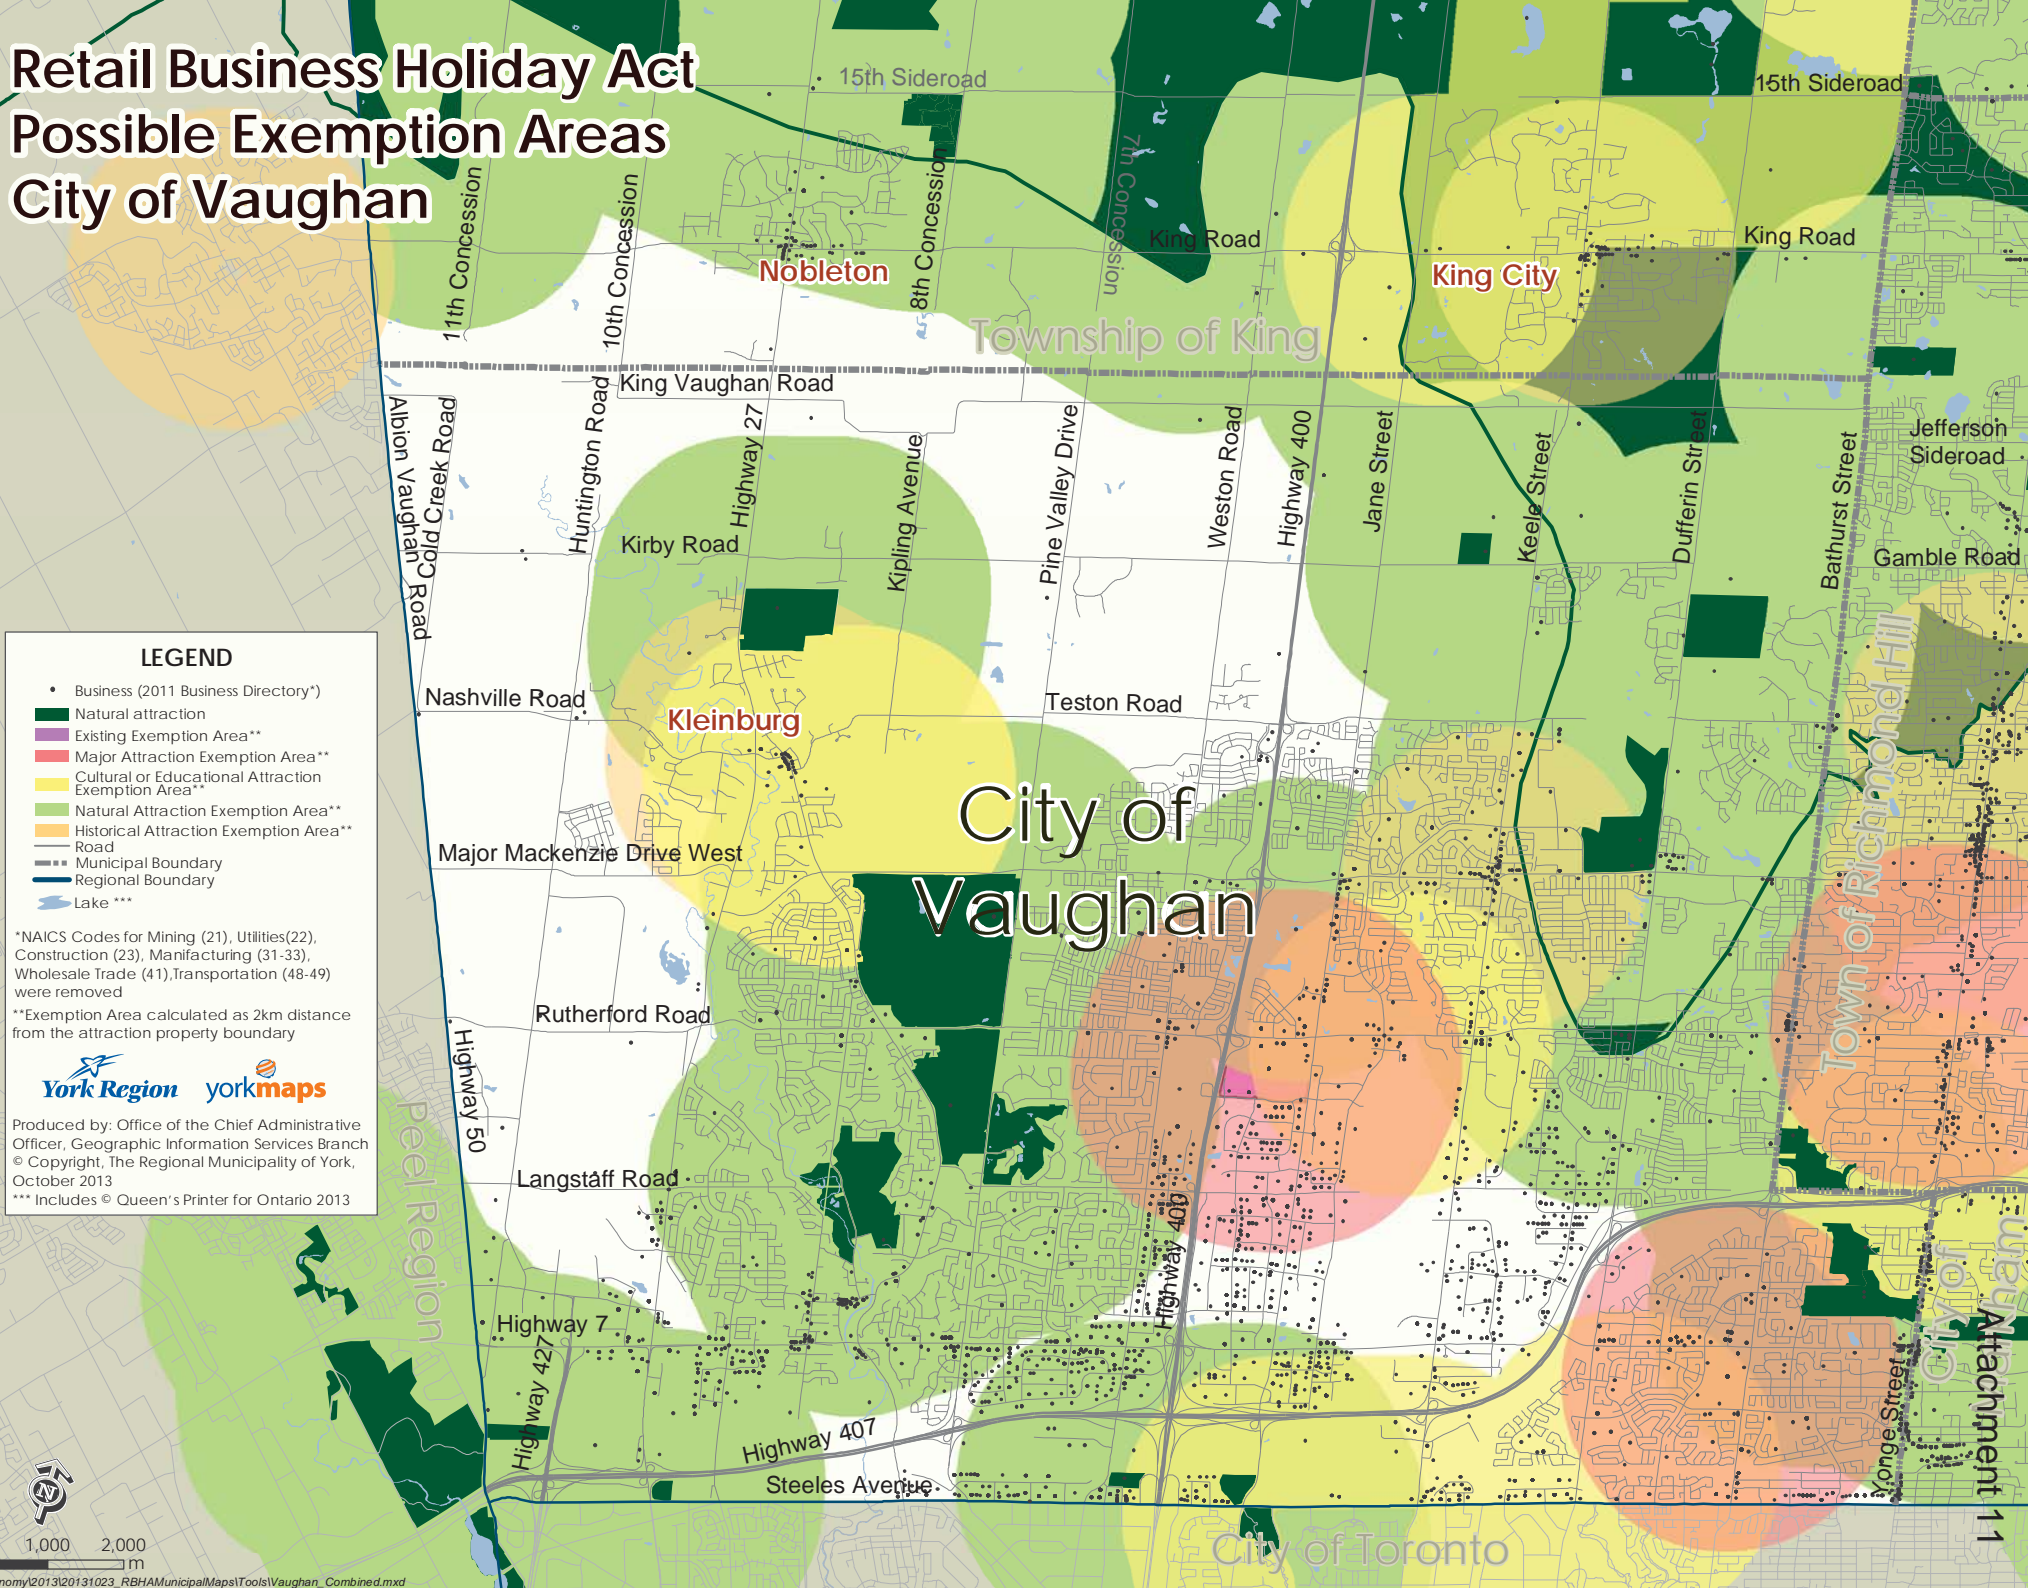 Retail Business Holiday Act
Possible Exemption Areas
City of Vaughan
15th Sideroad
15th Sideroad
11th Concession
10th Concession
8th Concession
7th Concession
King Road
King Road
Nobleton
King City
Township of King
King Vaughan Road
Albion Vaughan Road
Cold Creek Road
Huntington Road
Highway 27
Kipling Avenue
Pine Valley Drive
Weston Road
Highway 400
Jane Street
Keele Street
Dufferin Street
Bathurst Street
Jefferson
Sideroad
Kirby Road
Gamble Road
Nashville Road
Kleinburg
Teston Road
Town of Richmond Hill
City of
Vaughan
Major Mackenzie Drive West
Rutherford Road
Highway 50
Peel Region
Langstaff Road
Highway 400
Highway 7
Highway 427
Highway 407
Steeles Avenue
Yonge Street
City of
City of Toronto
Attachment 11
LEGEND
Business (2011 Business Directory*)
Natural attraction
Existing Exemption Area**
Major Attraction Exemption Area**
Cultural or Educational Attraction
Exemption Area**
Natural Attraction Exemption Area**
Historical Attraction Exemption Area**
Road
Municipal Boundary
Regional Boundary
Lake ***
*NAICS Codes for Mining (21), Utilities(22),
Construction (23), Manifacturing (31-33),
Wholesale Trade (41),Transportation (48-49)
were removed
**Exemption Area calculated as 2km distance
from the attraction property boundary
York Region
yorkmaps
Produced by: Office of the Chief Administrative
Officer, Geographic Information Services Branch
© Copyright, The Regional Municipality of York,
October 2013
*** Includes © Queen's Printer for Ontario 2013
N
1,000 2,000
m
nomy\2013\20131023_RBHAMunicipalMaps\Tools\Vaughan_Combined.mxd